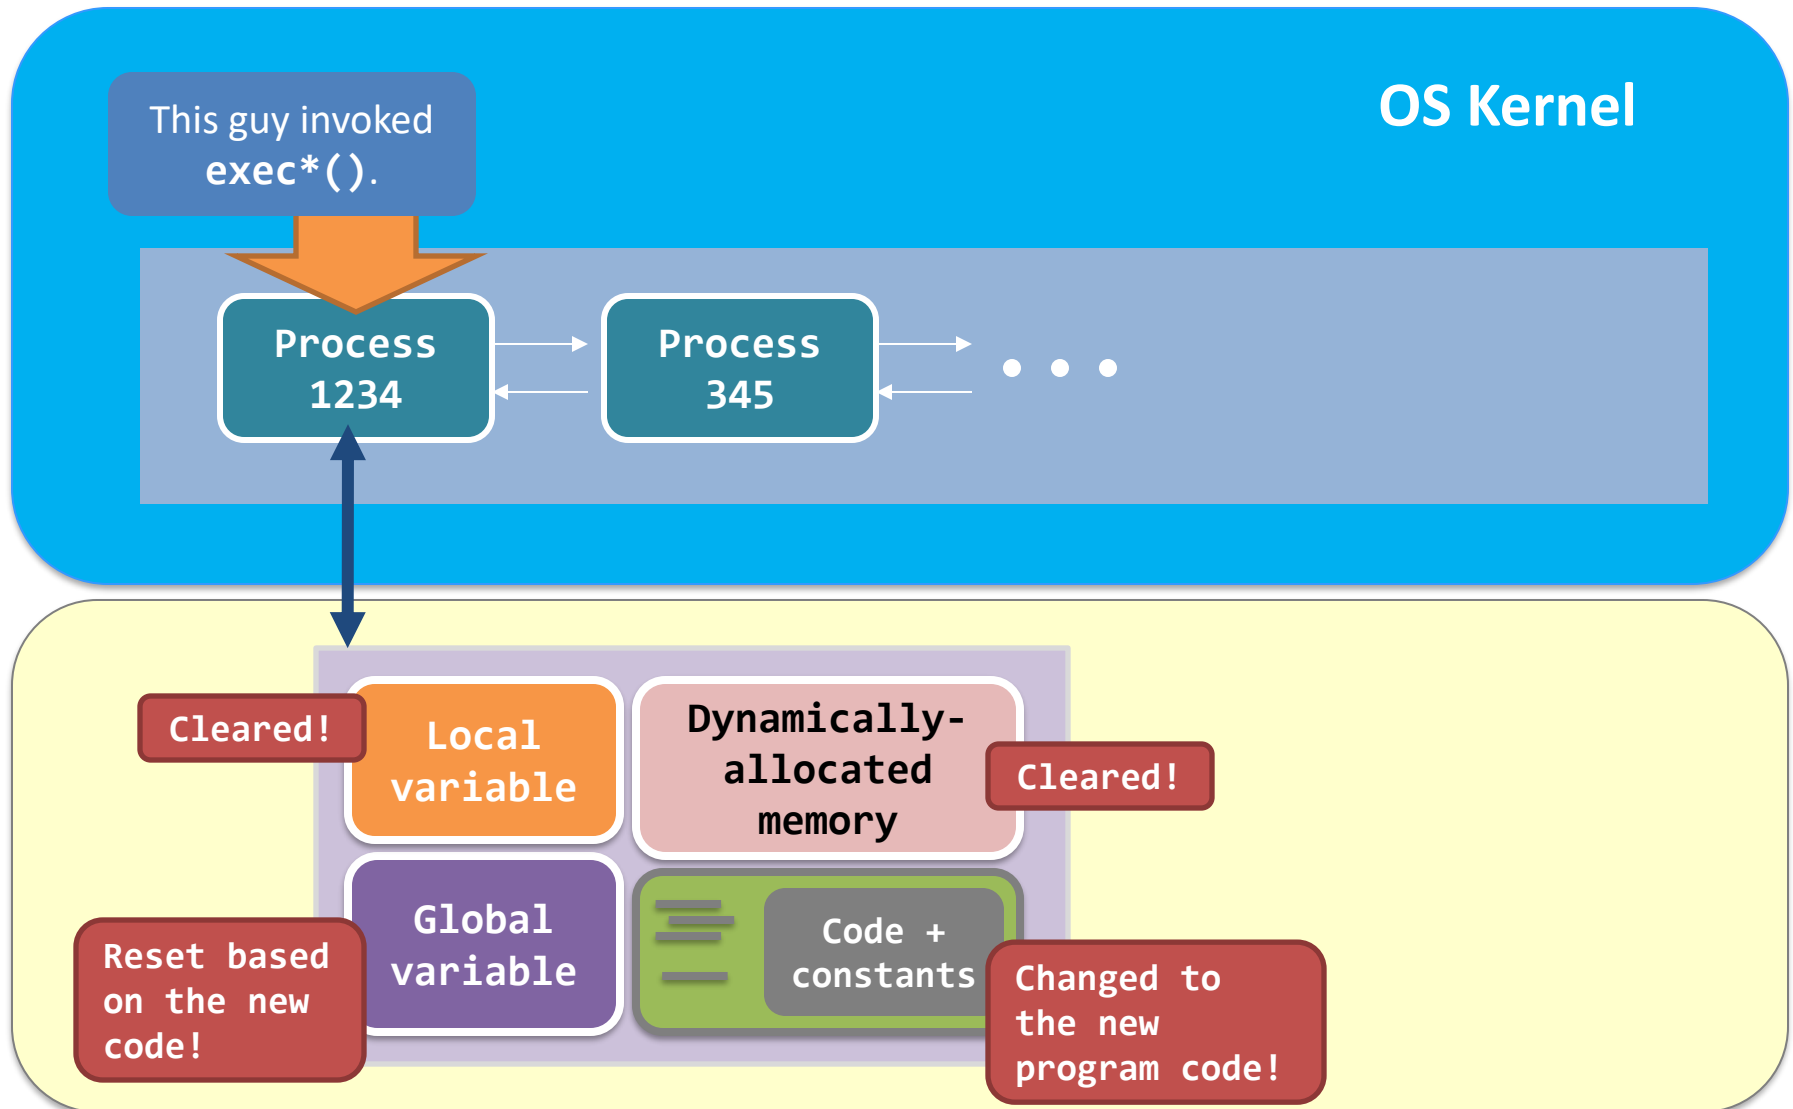 This guy invoked
exec*().
OS Kernel
Process
1234
Process
345
Cleared!
Local
variable
Dynamically-
allocated
memory
Cleared!
Global
variable
Code +
constants
Reset based
on the new
code!
Changed to
the new
program code!